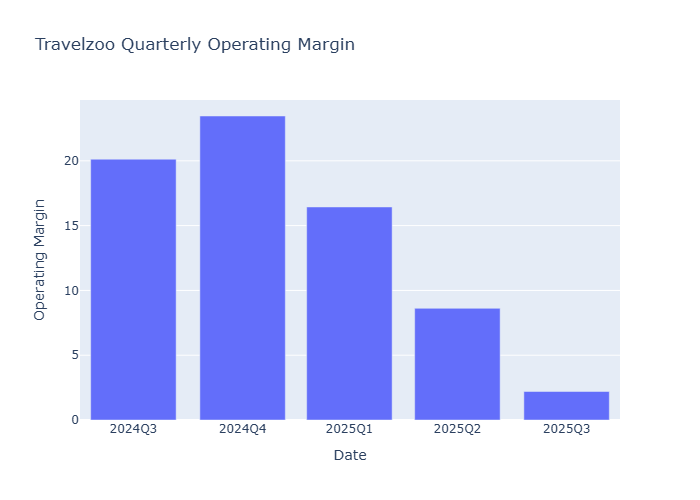 Travelzoo Quarterly Operating Margin
Operating Margin
20
15
10
5
0
2024Q3 2024Q4 2025Q1 2025Q2 2025Q3
Date